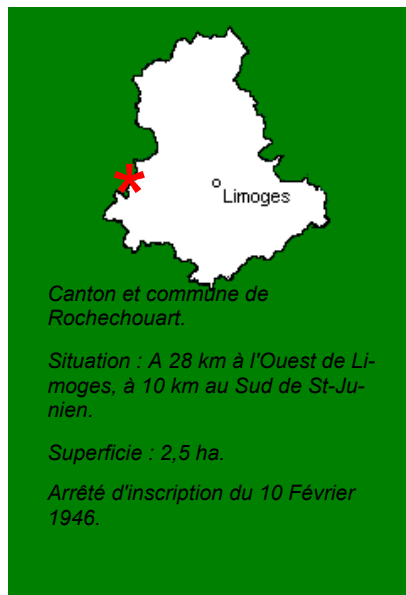 Limoges
Canton et commune de
Rochechouart.
Situation : A 28 km à l'Ouest de Li-
moges, à 10 km au Sud de St-Ju-
nien.
Superficie : 2,5 ha.
Arrêté d'inscription du 10 Février
1946.